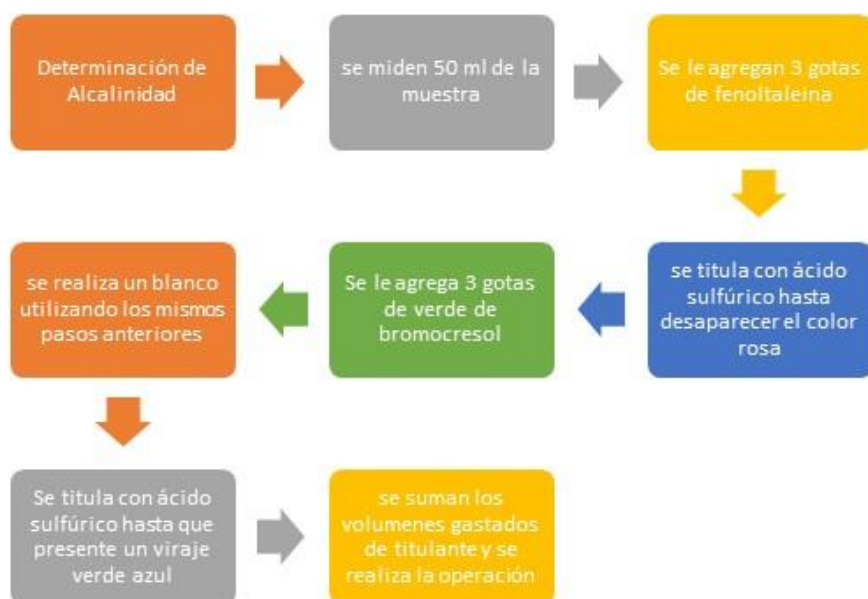 Determinación de
Alcalinidad
se miden 50 ml de la
muestra
Se le agregan 3 gotas
de fenoltaleina
se titula con ácido
sulfúrico hasta
desaparecer el color
rosa
Se le agrega 3 gotas
de verde de
bromocresol
se realiza un blanco
utilizando los mismos
pasos anteriores
Se titula con ácido
sulfúrico hasta que
presente un viraje
verde azul
se suman los
volumenes gastados
de titulante y se
realiza la operación